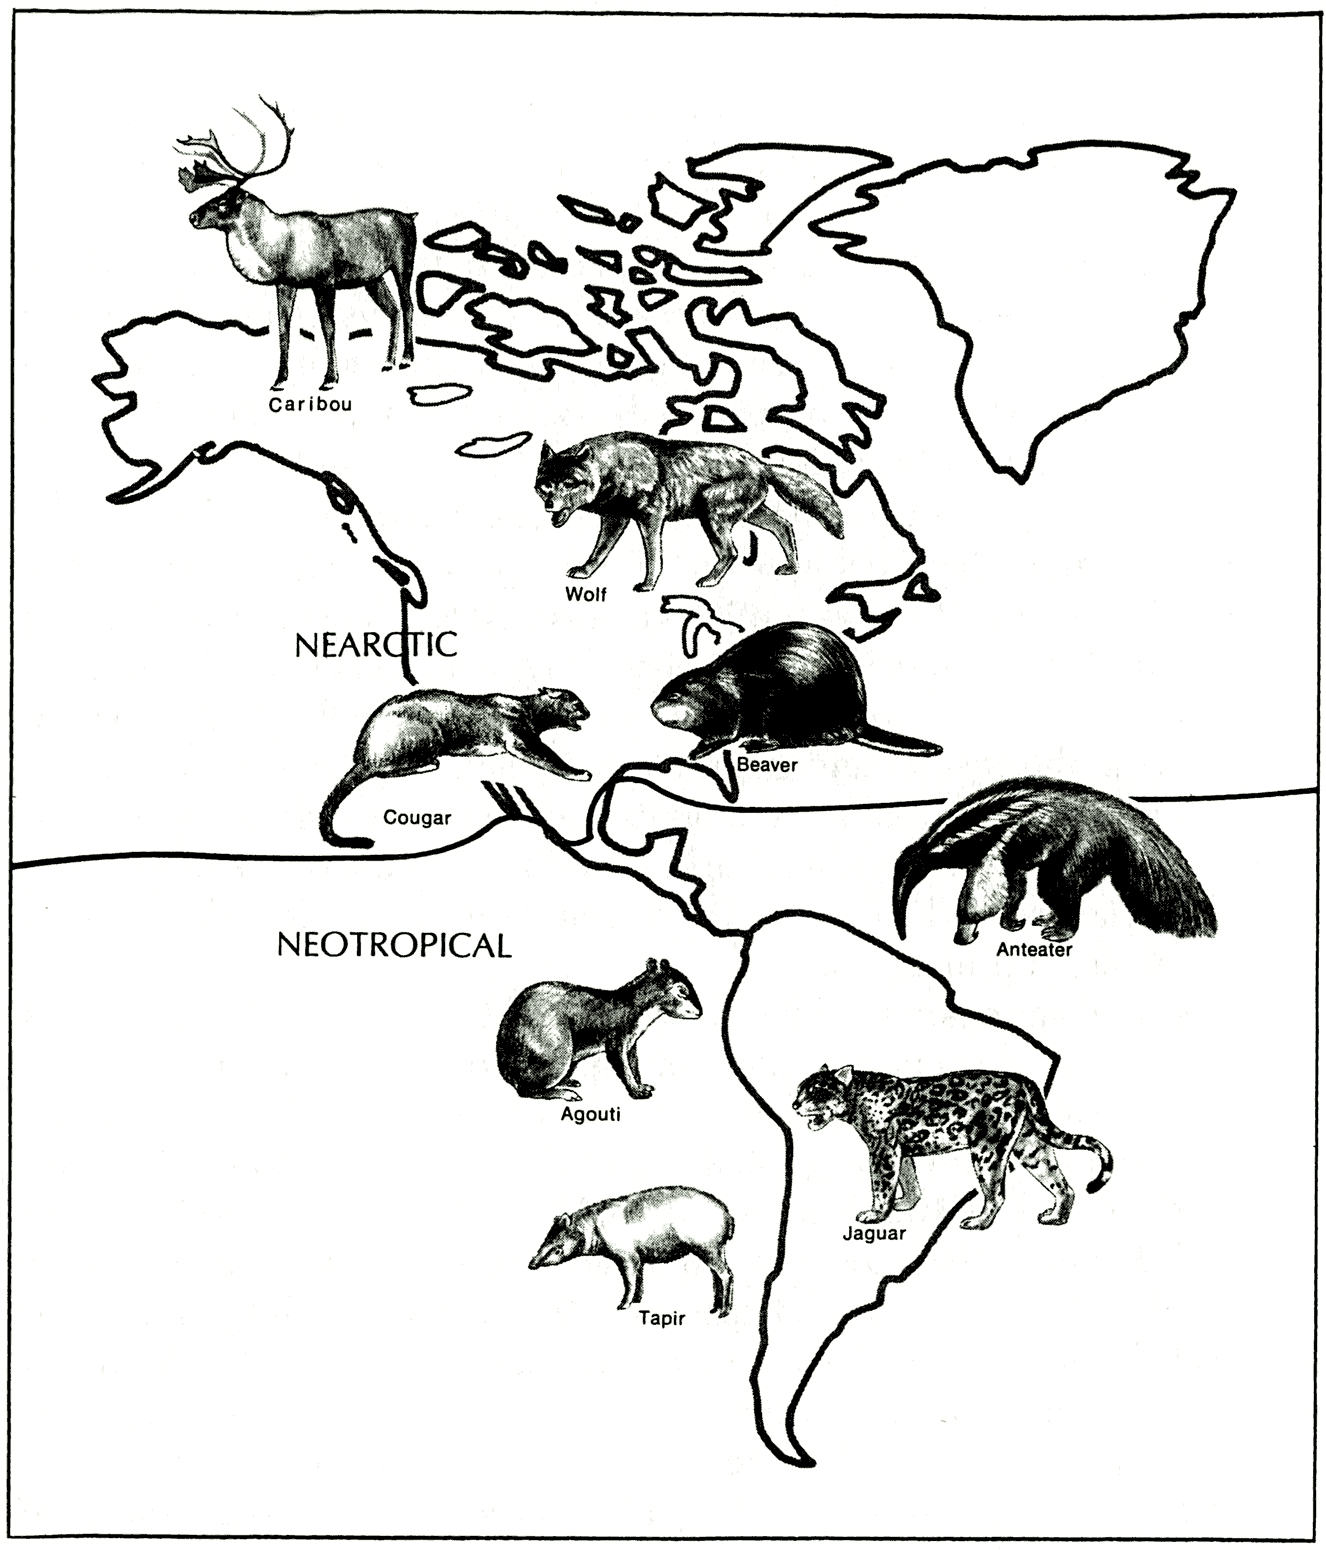 Caribou
Wolf
NEARCTIC
Beaver
Cougar
NEOTROPICAL
Anteater
Agouti
Jaguar
Tapir